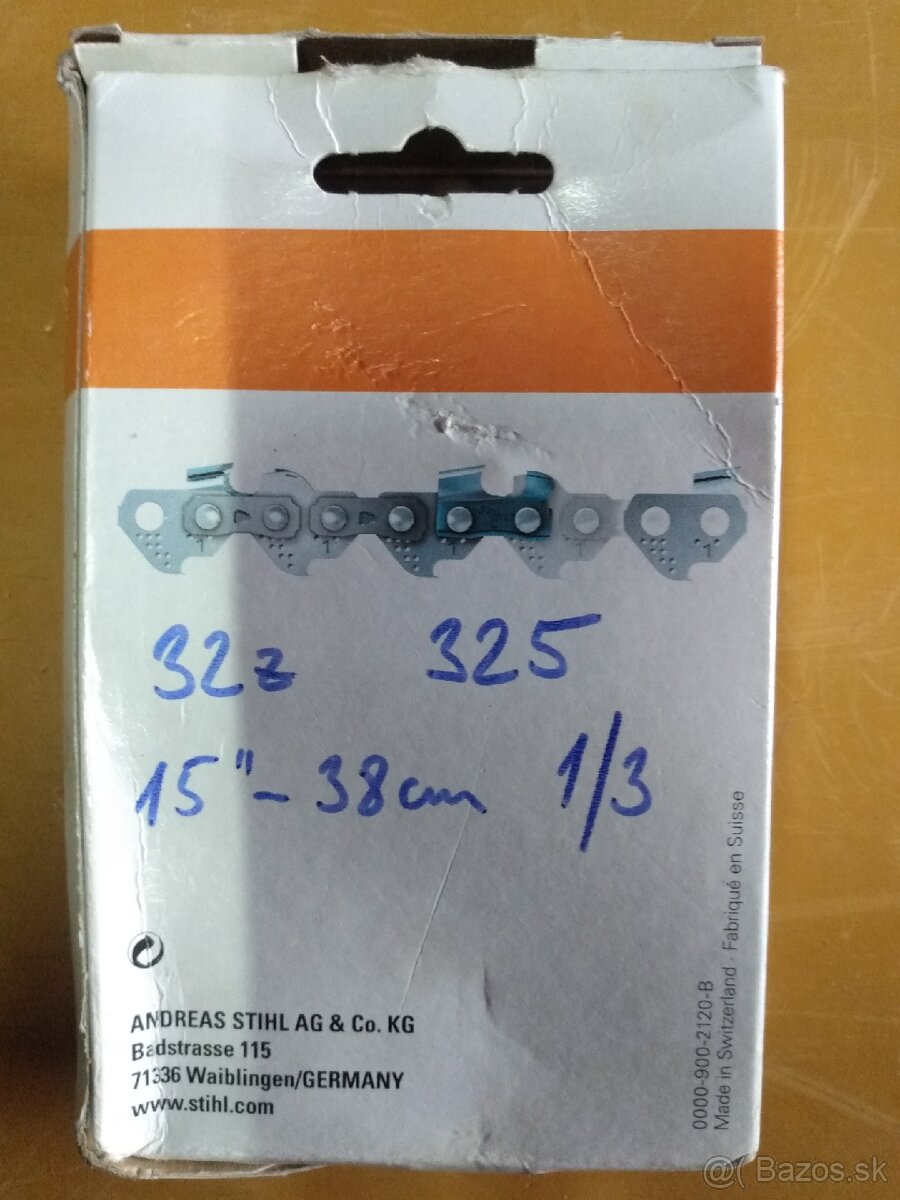 32z 325
15" - 38cm 1/3
ANDREAS STIHL AG & Co. KG
Badstrasse 115
71336 Waiblingen/GERMANY
www.stihl.com
0000-900-2120-B
Made in Switzerland · Fabriqué en Suisse
@( Bazos.sk